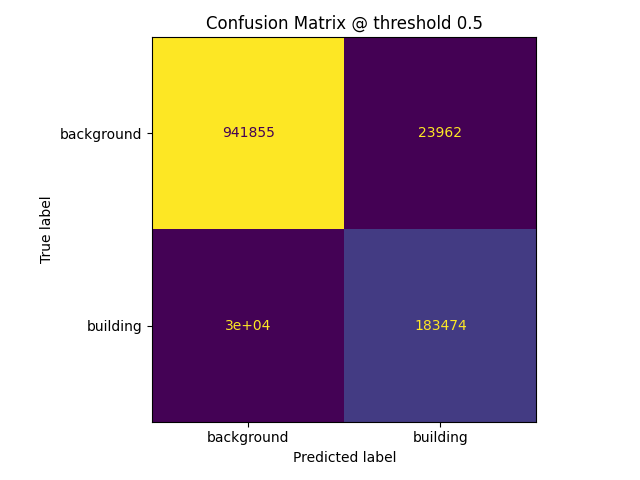 Confusion Matrix @ threshold 0.5
True label
background
941855
23962
building
3e+04
183474
background
building
Predicted label